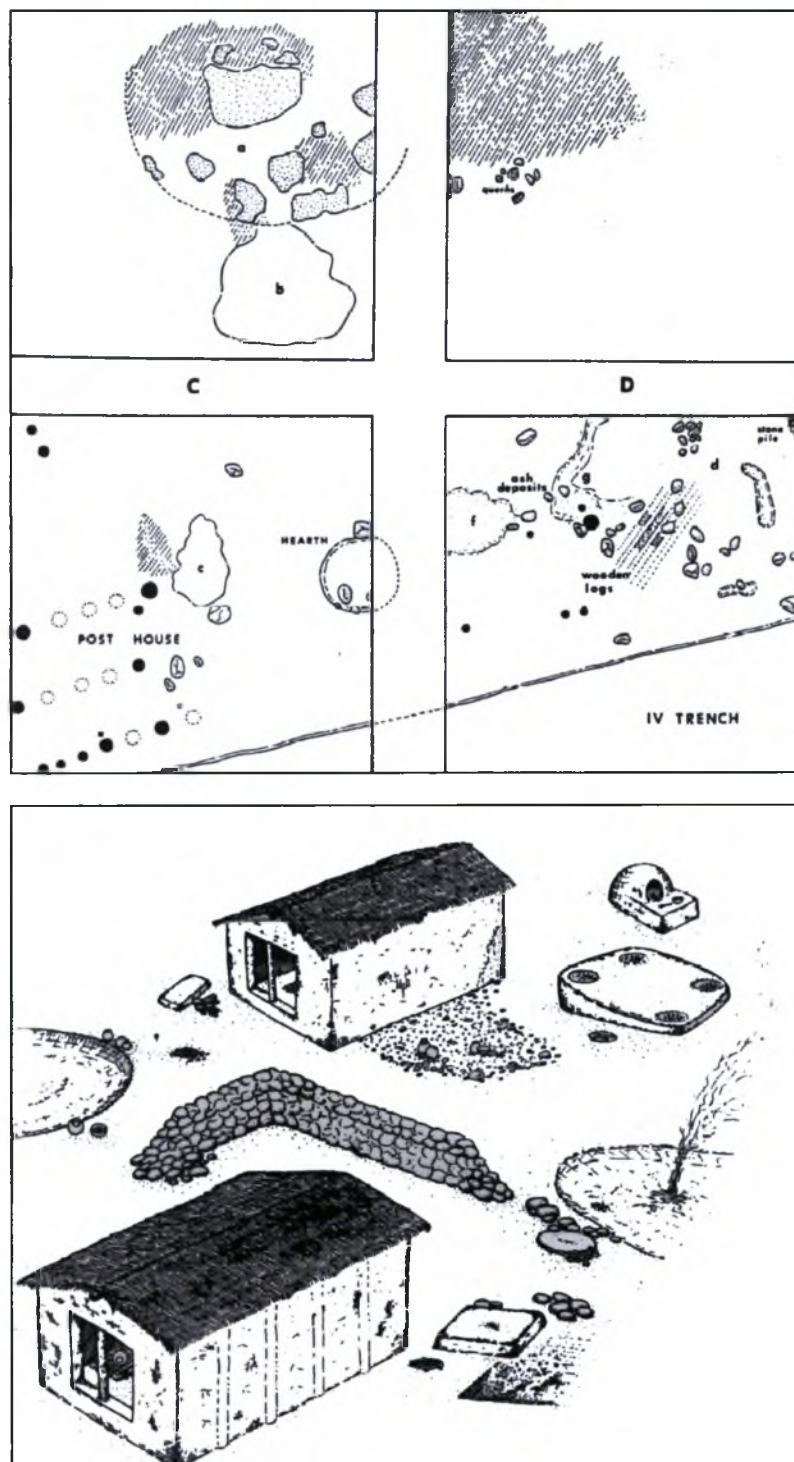 a
b
querns
C
D
c
HEARTH
POST HOUSE
ash
deposits
g
f
d
stone
pile
wooden
logs
IV TRENCH